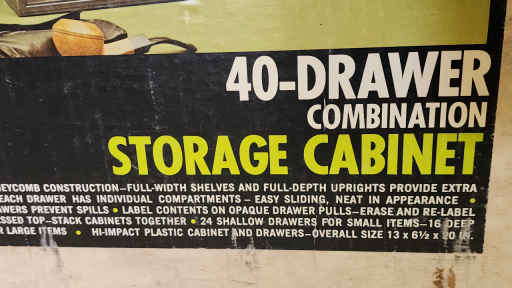 40-DRAWER
COMBINATION
STORAGE CABINET
EYCOMB CONSTRUCTION–FULL-WIDTH SHELVES AND FULL-DEPTH UPRIGHTS PROVIDE EXTRA
EACH DRAWER HAS INDIVIDUAL COMPARTMENTS – EASY SLIDING, NEAT IN APPEARANCE •
AWERS PREVENT SPILLS • LABEL CONTENTS ON OPAQUE DRAWER PULLS–ERASE AND RE-LABEL
SSED TOP–STACK CABINETS TOGETHER • 24 SHALLOW DRAWERS FOR SMALL ITEMS–16 DEEP
R LARGE ITEMS • HI-IMPACT PLASTIC CABINET AND DRAWERS–OVERALL SIZE 13 x 6½ x 20 IN.